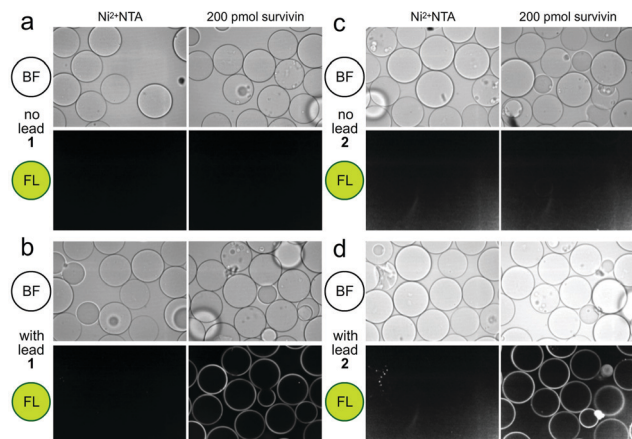 a
Ni²⁺NTA
200 pmol survivin
BF
no
lead
1
FL
b
BF
with
lead
1
FL
c
Ni²⁺NTA
200 pmol survivin
BF
no
lead
2
FL
d
BF
with
lead
2
FL